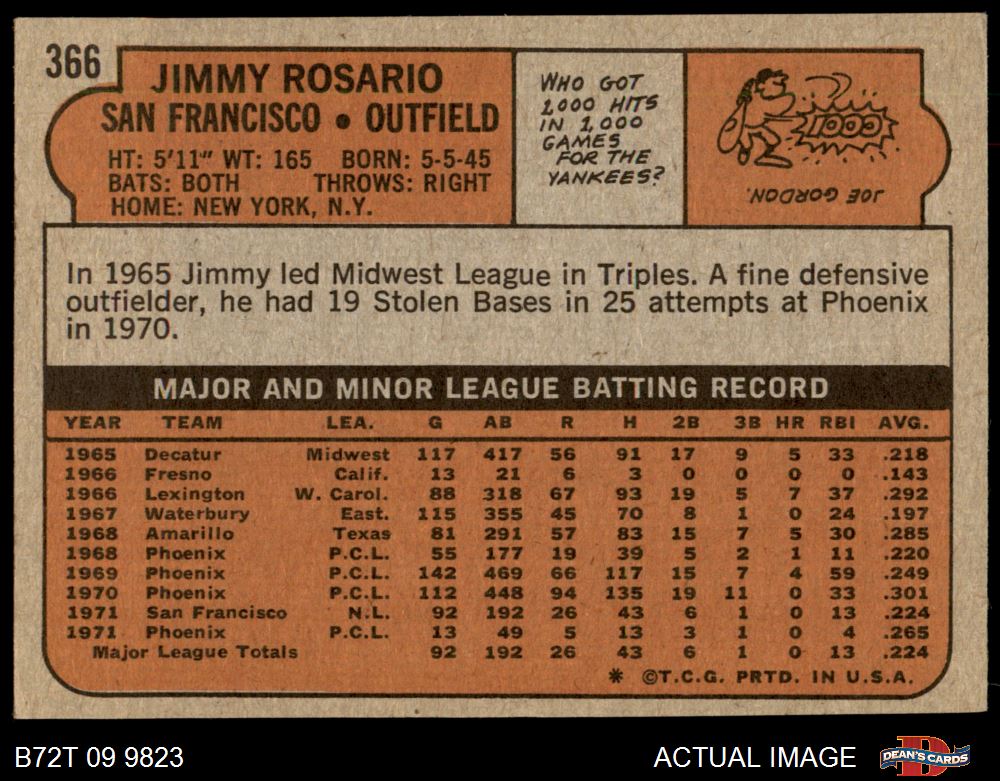 366
JIMMY ROSARIO
SAN FRANCISCO • OUTFIELD
HT: 5'11" WT: 165 BORN: 5-5-45
BATS: BOTH THROWS: RIGHT
HOME: NEW YORK, N.Y.
WHO GOT
1,000 HITS
IN 1,000
GAMES
FOR THE
YANKEES?
1000
JOE GORDON.
In 1965 Jimmy led Midwest League in Triples. A fine defensive
outfielder, he had 19 Stolen Bases in 25 attempts at Phoenix
in 1970.
MAJOR AND MINOR LEAGUE BATTING RECORD
YEAR TEAM LEA. G AB R H 2B 3B HR RBI AVG.
1965 Decatur Midwest 117 417 56 91 17 9 5 33 .218
1966 Fresno Calif. 13 21 6 3 0 0 0 0 .143
1966 Lexington W. Carol. 88 318 67 93 19 5 7 37 .292
1967 Waterbury East. 115 355 45 70 8 1 0 24 .197
1968 Amarillo Texas 81 291 57 83 15 7 5 30 .285
1968 Phoenix P.C.L. 55 177 19 39 5 2 1 11 .220
1969 Phoenix P.C.L. 142 469 66 117 15 7 4 59 .249
1970 Phoenix P.C.L. 112 448 94 135 19 11 0 33 .301
1971 San Francisco N.L. 92 192 26 43 6 1 0 13 .224
1971 Phoenix P.C.L. 13 49 5 13 3 1 0 4 .265
Major League Totals 92 192 26 43 6 1 0 13 .224
* ©T.C.G. PRTD. IN U.S.A.
B72T 09 9823
ACTUAL IMAGE
DEAN'S CARDS